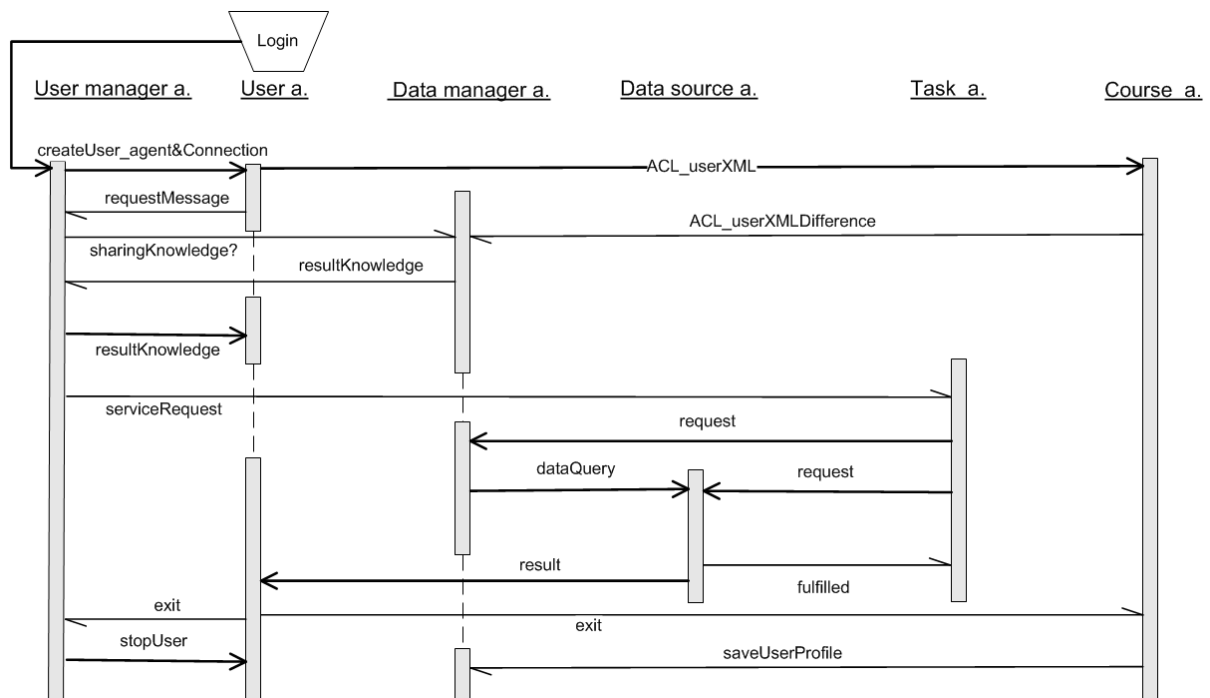 Login
User manager a.
User a.
Data manager a.
Data source a.
Task a.
Course a.
createUser_agent&Connection
ACL_userXML
requestMessage
ACL_userXMLDifference
sharingKnowledge?
resultKnowledge
resultKnowledge
serviceRequest
request
dataQuery
request
result
fulfilled
exit
exit
stopUser
saveUserProfile